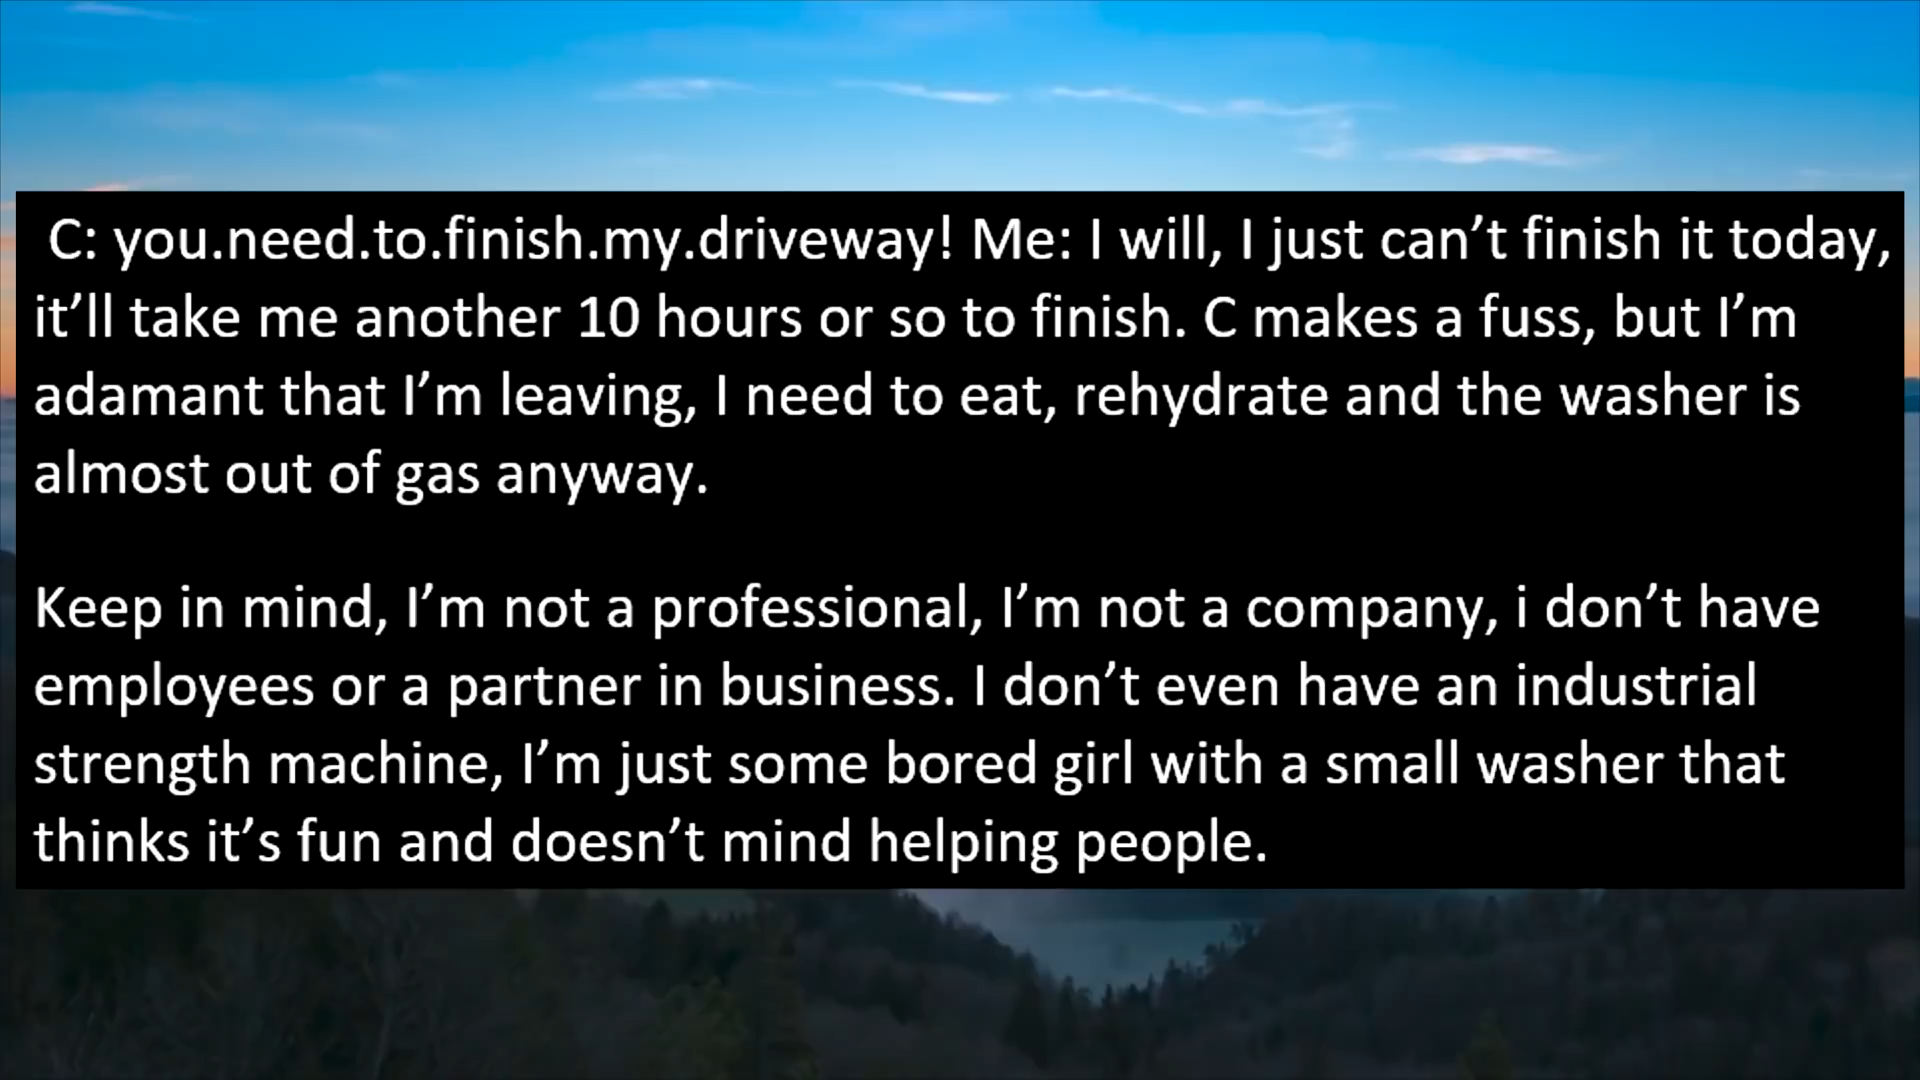 C: you.need.to.finish.my.driveway! Me: I will, I just can’t finish it today,
it’ll take me another 10 hours or so to finish. C makes a fuss, but I’m
adamant that I’m leaving, I need to eat, rehydrate and the washer is
almost out of gas anyway.
Keep in mind, I’m not a professional, I’m not a company, i don’t have
employees or a partner in business. I don’t even have an industrial
strength machine, I’m just some bored girl with a small washer that
thinks it’s fun and doesn’t mind helping people.